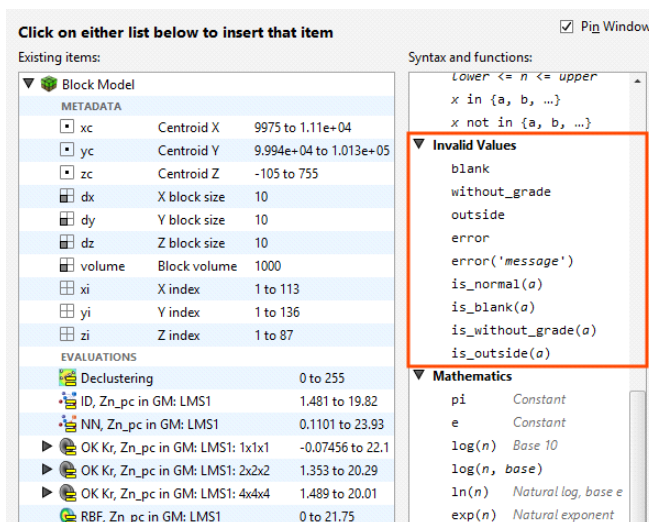 Click on either list below to insert that item
Pin Window
Existing items:
Syntax and functions:
Block Model
METADATA
xc Centroid X 9975 to 1.11e+04
yc Centroid Y 9.994e+04 to 1.013e+05
zc Centroid Z -105 to 755
dx X block size 10
dy Y block size 10
dz Z block size 10
volume Block volume 1000
xi X index 1 to 113
yi Y index 1 to 136
zi Z index 1 to 87
EVALUATIONS
Declustering 0 to 255
ID, Zn_pc in GM: LMS1 1.481 to 19.82
NN, Zn_pc in GM: LMS1 0.1101 to 23.93
OK Kr, Zn_pc in GM: LMS1: 1x1x1 -0.07456 to 22.1
OK Kr, Zn_pc in GM: LMS1: 2x2x2 1.353 to 20.29
OK Kr, Zn_pc in GM: LMS1: 4x4x4 1.489 to 20.01
RBF, Zn_pc in GM: LMS1 0 to 21.75
Lower <= n <= upper
x in {a, b, …}
x not in {a, b, …}
Invalid Values
blank
without_grade
outside
error
error('message')
is_normal(a)
is_blank(a)
is_without_grade(a)
is_outside(a)
Mathematics
pi Constant
e Constant
log(n) Base 10
log(n, base)
ln(n) Natural log, base e
exp(n) Natural exponent